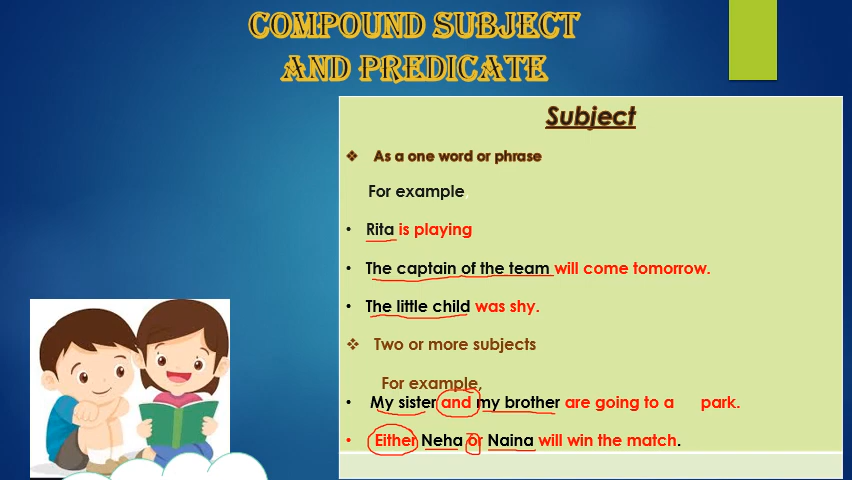 COMPOUND SUBJECT
AND PREDICATE
Subject
❖ As a one word or phrase
For example,
• Rita is playing
• The captain of the team will come tomorrow.
• The little child was shy.
❖ Two or more subjects
For example,
• My sister and my brother are going to a park.
• Either Neha or Naina will win the match.